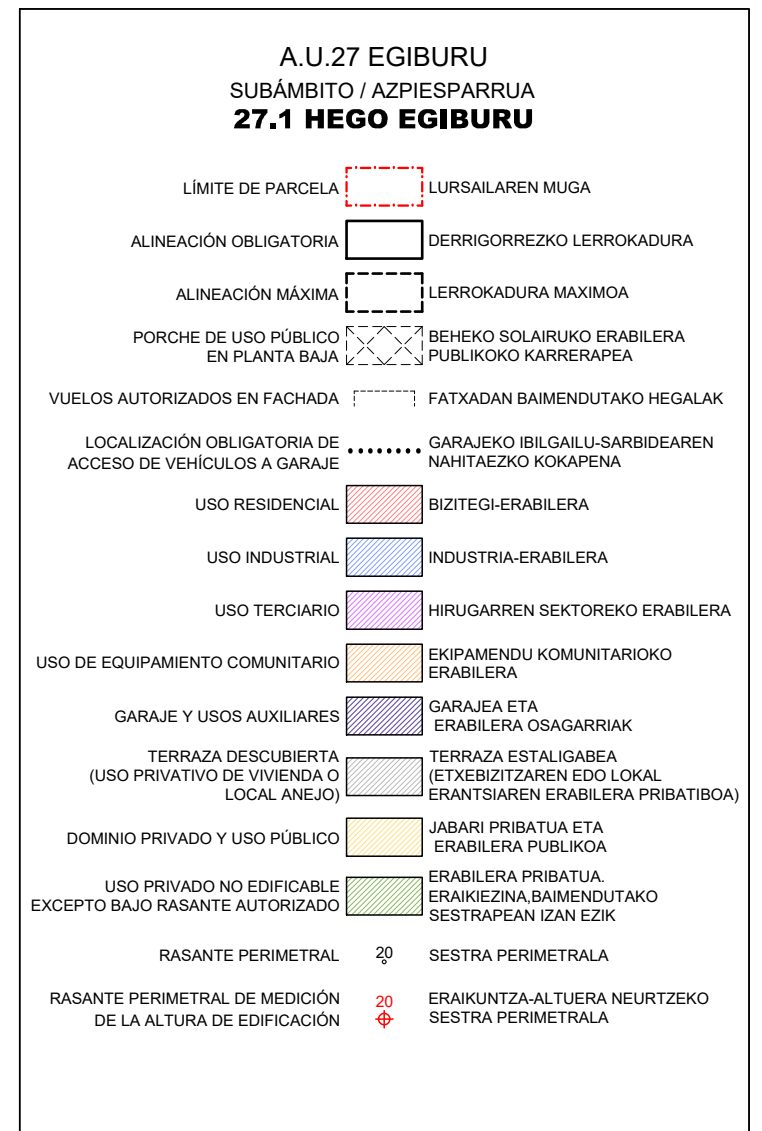 A.U.27 EGIBURU
SUBÁMBITO / AZPIESPARRUA
27.1 HEGO EGIBURU
LÍMITE DE PARCELA LURSAILAREN MUGA
ALINEACIÓN OBLIGATORIA DERRIGORREZKO LERROKADURA
ALINEACIÓN MÁXIMA LERROKADURA MAXIMOA
PORCHE DE USO PÚBLICO
EN PLANTA BAJA
BEHEKO SOLAIRUKO ERABILERA
PUBLIKOKO KARRERAPEA
VUELOS AUTORIZADOS EN FACHADA FATXADAN BAIMENDUTAKO HEGALAK
LOCALIZACIÓN OBLIGATORIA DE
ACCESO DE VEHÍCULOS A GARAJE
GARAJEKO IBILGAILU-SARBIDEAREN
NAHITAEZKO KOKAPENA
USO RESIDENCIAL BIZITEGI-ERABILERA
USO INDUSTRIAL INDUSTRIA-ERABILERA
USO TERCIARIO HIRUGARREN SEKTOREKO ERABILERA
USO DE EQUIPAMIENTO COMUNITARIO
EKIPAMENDU KOMUNITARIOKO
ERABILERA
GARAJE Y USOS AUXILIARES
GARAJEA ETA
ERABILERA OSAGARRIAK
TERRAZA DESCUBIERTA
(USO PRIVATIVO DE VIVIENDA O
LOCAL ANEJO)
TERRAZA ESTALIGABEA
(ETXEBIZITZAREN EDO LOKAL
ERANTSIAREN ERABILERA PRIBATIBOA)
DOMINIO PRIVADO Y USO PÚBLICO
JABARI PRIBATUA ETA
ERABILERA PUBLIKOA
USO PRIVADO NO EDIFICABLE
EXCEPTO BAJO RASANTE AUTORIZADO
ERABILERA PRIBATUA.
ERAIKIEZINA,BAIMENDUTAKO
SESTRAPEAN IZAN EZIK
RASANTE PERIMETRAL 20 SESTRA PERIMETRALA
RASANTE PERIMETRAL DE MEDICIÓN
DE LA ALTURA DE EDIFICACIÓN
20
ERAIKUNTZA-ALTUERA NEURTZEKO
SESTRA PERIMETRALA